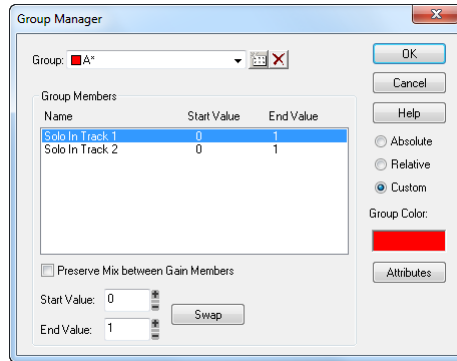 Group Manager
Group: A*
OK
Cancel
Help
Group Members
Name Start Value End Value
Solo In Track 1 0 1
Solo In Track 2 0 1
Absolute
Relative
Custom
Group Color:
Preserve Mix between Gain Members
Attributes
Start Value: 0
Swap
End Value: 1